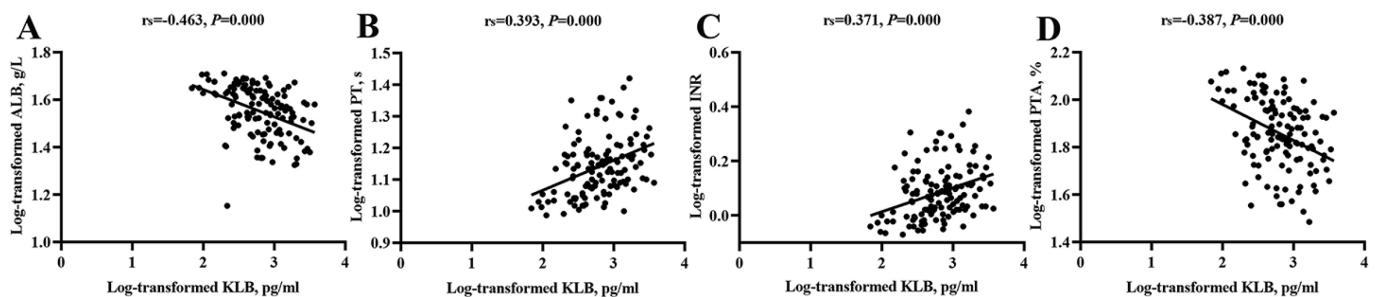 A
rs=-0.463, P=0.000
Log-transformed ALB, g/L
1.8
1.6
1.4
1.2
1.0
0 1 2 3 4
Log-transformed KLB, pg/ml
B
rs=0.393, P=0.000
Log-transformed PT, s
1.5
1.4
1.3
1.2
1.1
1.0
0.9
0 1 2 3 4
Log-transformed KLB, pg/ml
C
rs=0.371, P=0.000
Log-transformed INR
0.6
0.4
0.2
0.0
0 1 2 3 4
Log-transformed KLB, pg/ml
D
rs=-0.387, P=0.000
Log-transformed PTA, %
2.2
2.0
1.8
1.6
1.4
0 1 2 3 4
Log-transformed KLB, pg/ml